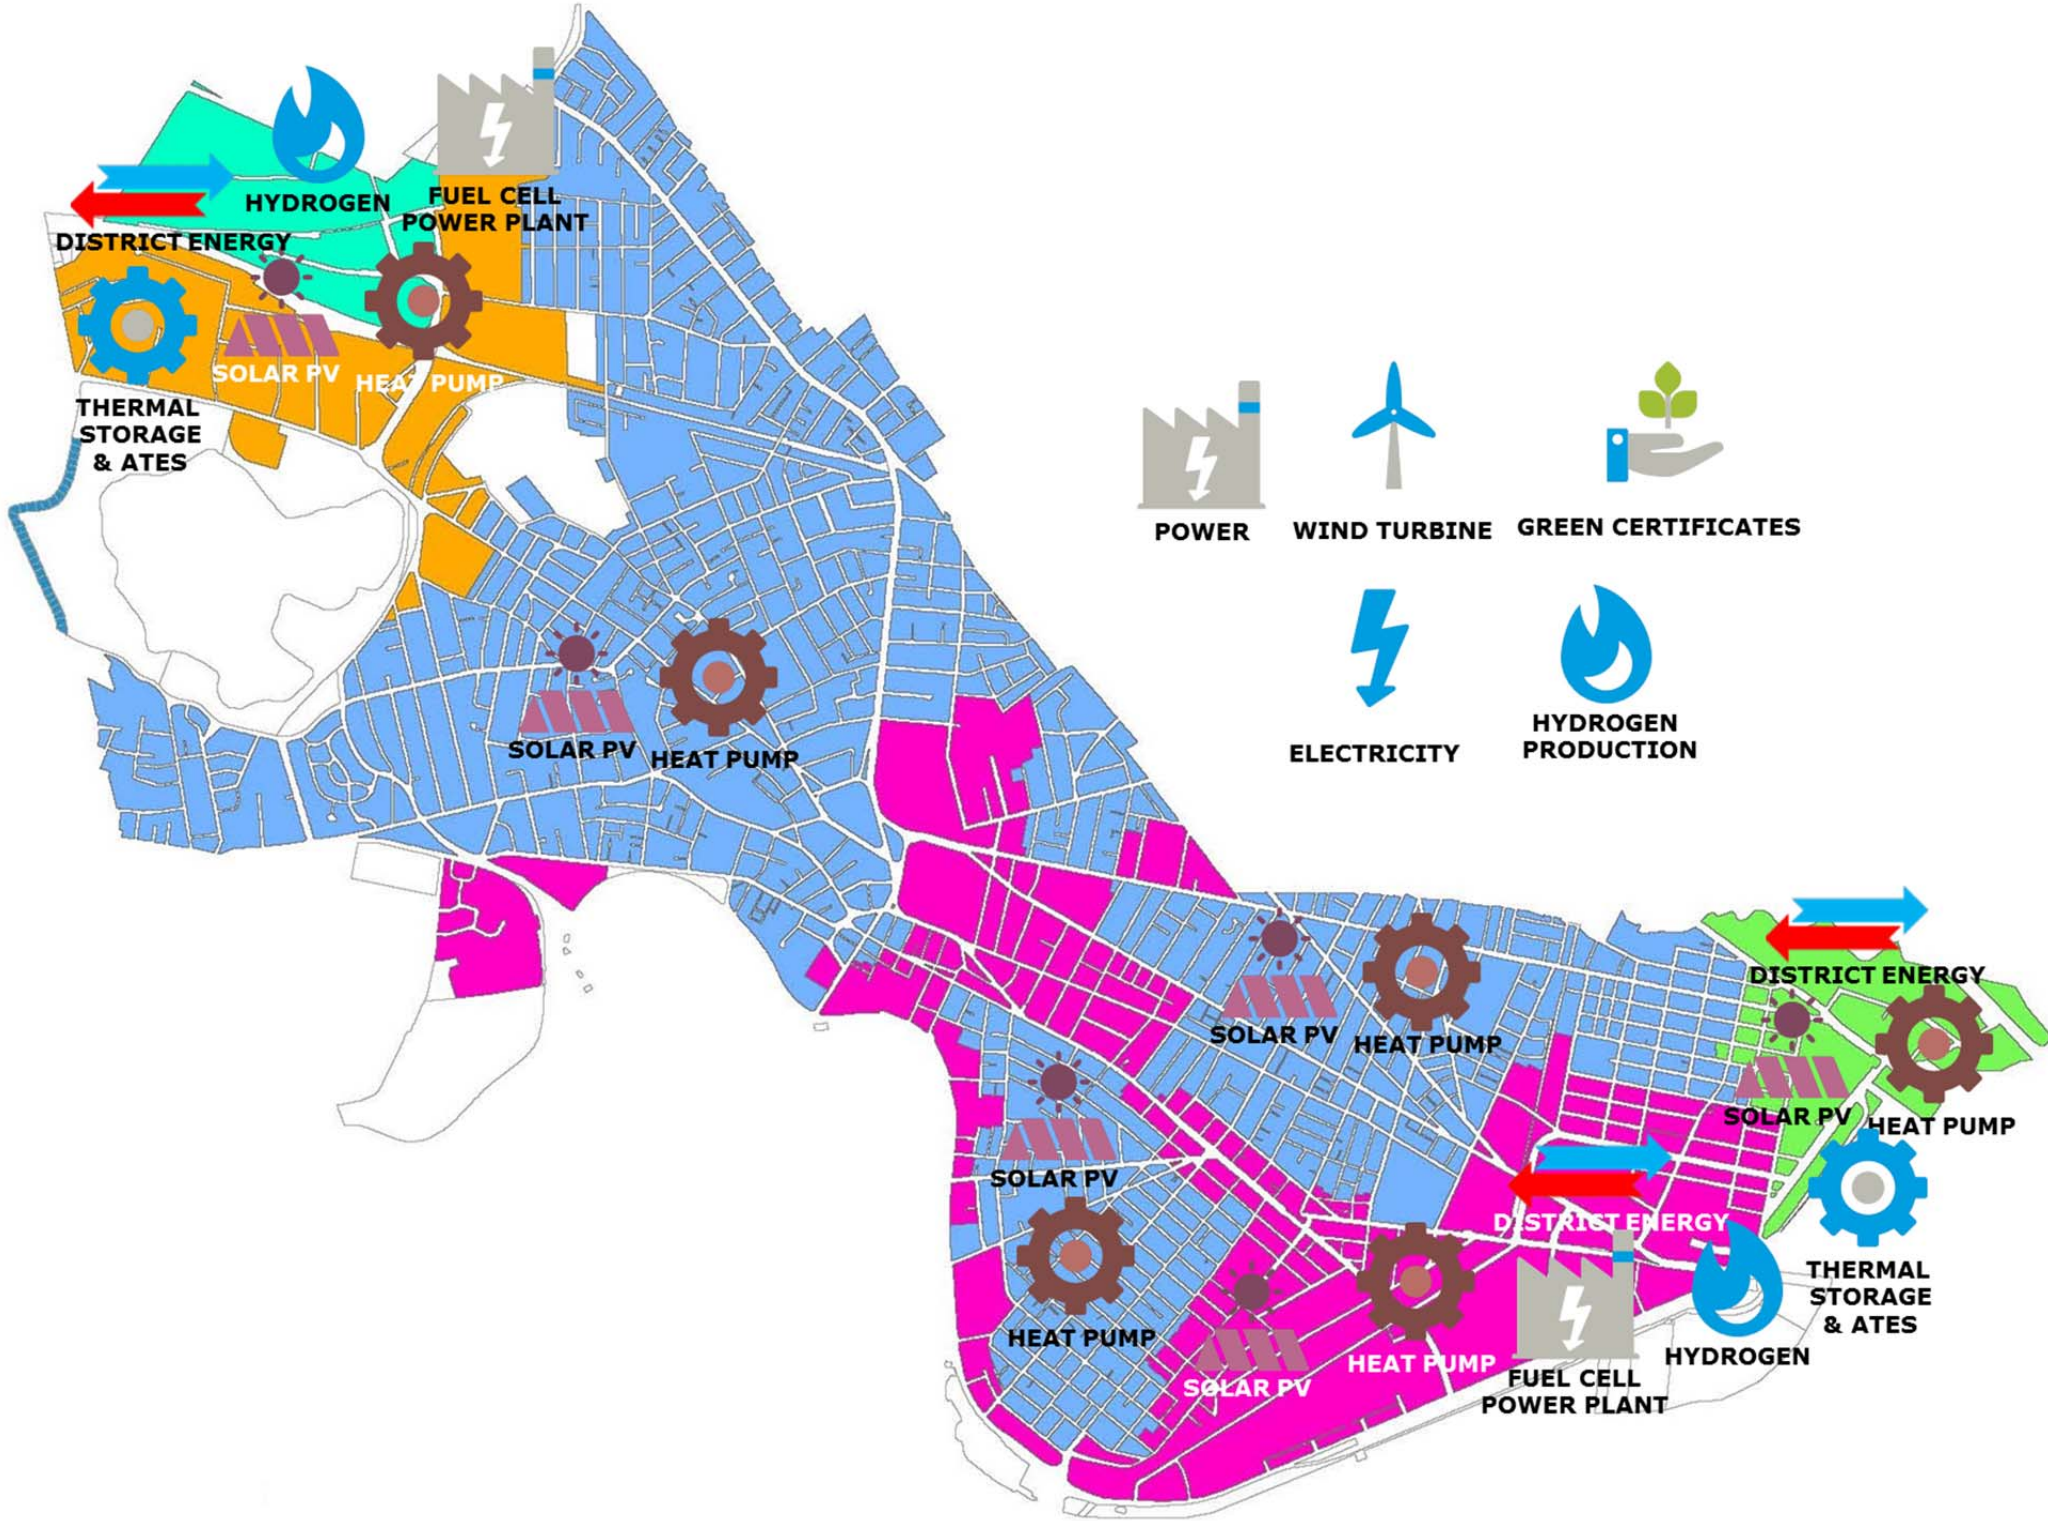 HYDROGEN
FUEL CELL
POWER PLANT
DISTRICT ENERGY
SOLAR PV
HEAT PUMP
THERMAL
STORAGE
& ATES
POWER
WIND TURBINE
GREEN CERTIFICATES
ELECTRICITY
HYDROGEN
PRODUCTION
SOLAR PV
HEAT PUMP
SOLAR PV
HEAT PUMP
DISTRICT ENERGY
SOLAR PV
HEAT PUMP
SOLAR PV
HEAT PUMP
DISTRICT ENERGY
THERMAL
STORAGE
& ATES
SOLAR PV
HEAT PUMP
FUEL CELL
POWER PLANT
HYDROGEN